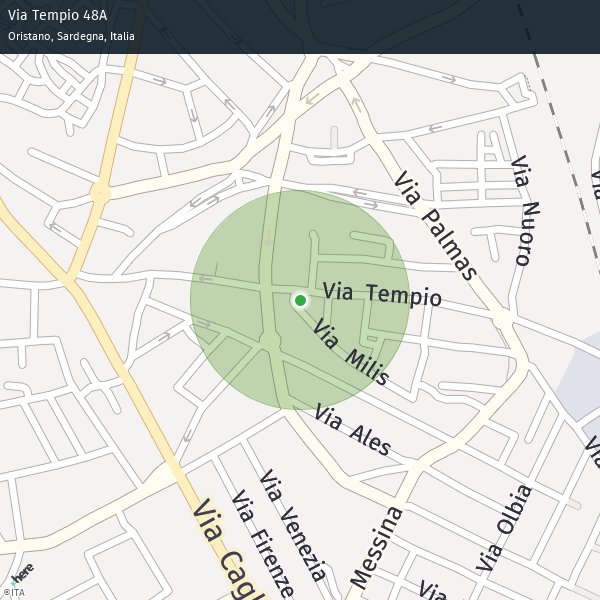 Via Tempio 48A
Oristano, Sardegna, Italia
Via Palmas
Via Nuoro
Via
Via Tempio
Via Milis
Via Ales
Via
Via Olbia
Via Venezia
Via Firenze
Messina
Via Cagl
Via
here
©ITA